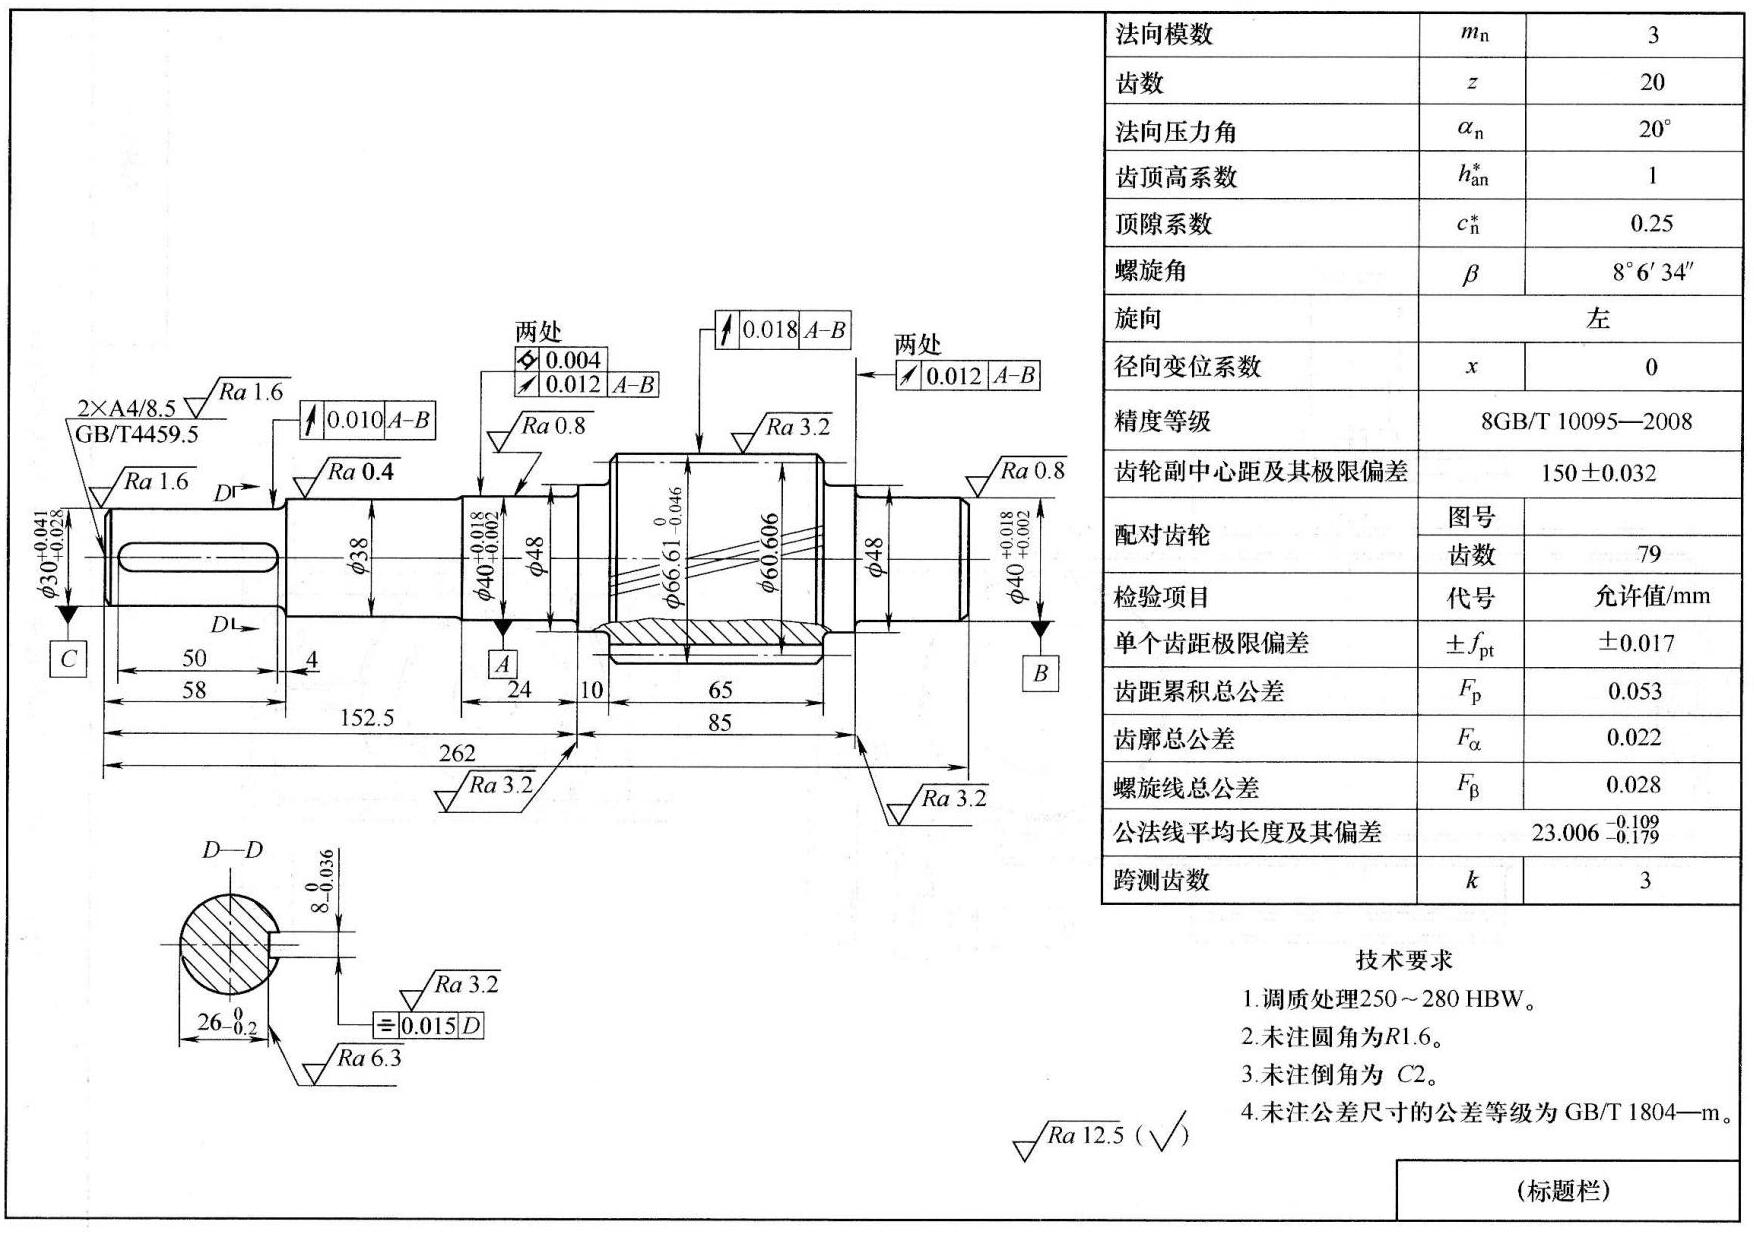 法向模数 mn 3
齿数 z 20
法向压力角 αn 20°
齿顶高系数 h*an 1
顶隙系数 c*n 0.25
螺旋角 β 8°6′34″
旋向 左
径向变位系数 x 0
精度等级 8GB/T 10095—2008
齿轮副中心距及其极限偏差 150±0.032
配对齿轮 图号
齿数 79
检验项目 代号 允许值/mm
单个齿距极限偏差 ±fpt ±0.017
齿距累积总公差 Fp 0.053
齿廓总公差 Fα 0.022
螺旋线总公差 Fβ 0.028
公法线平均长度及其偏差 23.006 −0.109 −0.179
跨测齿数 k 3
两处
0.004
0.012 A–B
0.018 A–B
两处
0.012 A–B
Ra 1.6
2×A4/8.5
GB/T4459.5
0.010 A–B
Ra 0.8
Ra 3.2
Ra 1.6
D
Ra 0.4
Ra 0.8
ϕ30 +0.041 +0.028
ϕ38
ϕ40 +0.018 +0.002
ϕ48
ϕ66.61 0 −0.046
ϕ60.606
ϕ48
ϕ40 +0.018 +0.002
D
C
A
B
50
4
58
24
10
65
152.5
85
262
Ra 3.2
Ra 3.2
D—D
8 0 −0.036
Ra 3.2
26 0 −0.2
0.015 D
Ra 6.3
技术要求
1.调质处理250～280 HBW。
2.未注圆角为R1.6。
3.未注倒角为 C2。
4.未注公差尺寸的公差等级为 GB/T 1804—m。
Ra 12.5 (√)
(标题栏)